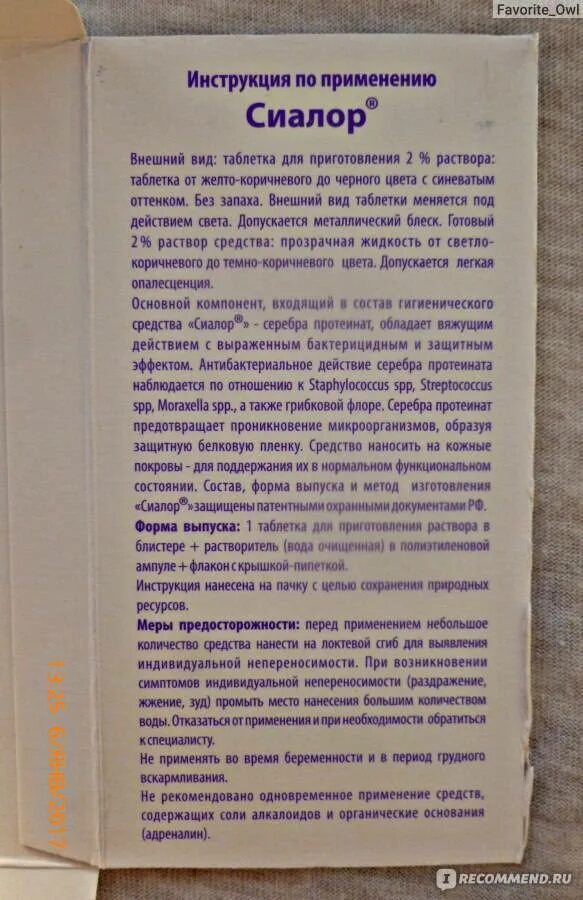 Favorite_Owl
Инструкция по применению
Сиалор®
Внешний вид: таблетка для приготовления 2 % раствора:
таблетка от желто-коричневого до черного цвета с синеватым
оттенком. Без запаха. Внешний вид таблетки меняется под
действием света. Допускается металлический блеск. Готовый
2% раствор средства: прозрачная жидкость от светло-
коричневого до темно-коричневого цвета. Допускается легкая
опалесценция.
Основной компонент, входящий в состав гигиенического
средства «Сиалор®» - серебра протеинат, обладает вяжущим
действием с выраженным бактерицидным и защитным
эффектом. Антибактериальное действие серебра протеината
наблюдается по отношению к Staphylococcus spp, Streptococcus
spp, Moraxella spp., а также грибковой флоре. Серебра протеинат
предотвращает проникновение микроорганизмов, образуя
защитную белковую пленку. Средство наносить на кожные
покровы - для поддержания их в нормальном функциональном
состоянии. Состав, форма выпуска и метод изготовления
«Сиалор®»защищены патентными охранными документами РФ.
Форма выпуска: 1 таблетка для приготовления раствора в
блистере + растворитель (вода очищенная) в полиэтиленовой
ампуле + флакон с крышкой-пипеткой.
Инструкция нанесена на пачку с целью сохранения природных
ресурсов.
Меры предосторожности: перед применением небольшое
количество средства нанести на локтевой сгиб для выявления
индивидуальной непереносимости. При возникновении
симптомов индивидуальной непереносимости (раздражение,
жжение, зуд) промыть место нанесения большим количеством
воды. Отказаться от применения и при необходимости обратиться
к специалисту.
Не применять во время беременности и в период грудного
вскармливания.
Не рекомендовано одновременное применение средств,
содержащих соли алкалоидов и органические основания
(адреналин).
IRECOMMEND.RU